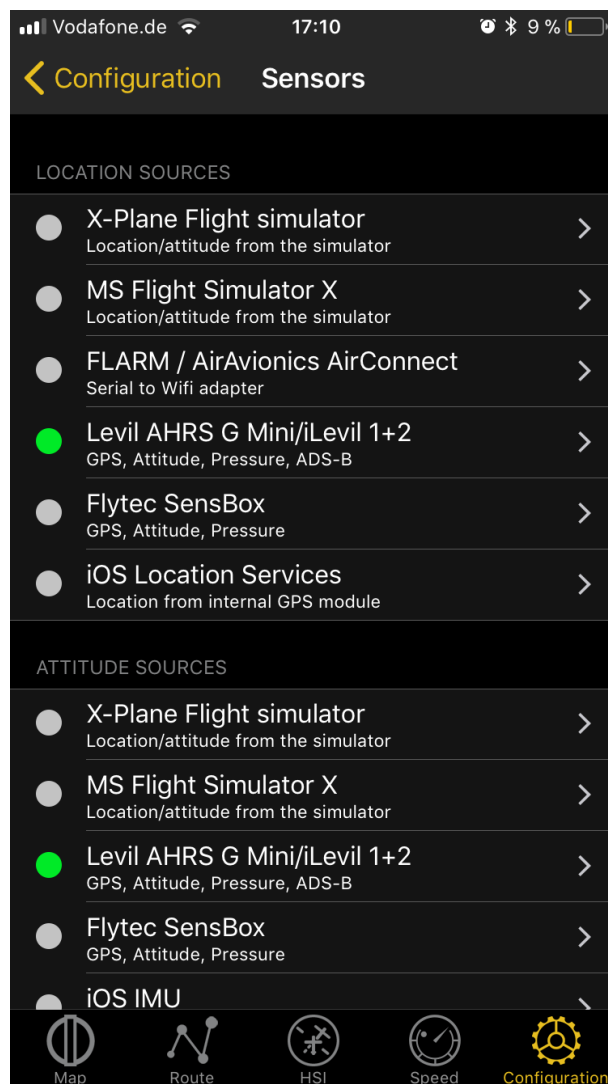 Vodafone.de 17:10 9 %
Configuration Sensors
LOCATION SOURCES
X-Plane Flight simulator
Location/attitude from the simulator
MS Flight Simulator X
Location/attitude from the simulator
FLARM / AirAvionics AirConnect
Serial to Wifi adapter
Levil AHRS G Mini/iLevil 1+2
GPS, Attitude, Pressure, ADS-B
Flytec SensBox
GPS, Attitude, Pressure
iOS Location Services
Location from internal GPS module
ATTITUDE SOURCES
X-Plane Flight simulator
Location/attitude from the simulator
MS Flight Simulator X
Location/attitude from the simulator
Levil AHRS G Mini/iLevil 1+2
GPS, Attitude, Pressure, ADS-B
Flytec SensBox
GPS, Attitude, Pressure
iOS IMU
Map Route HSI Speed Configuration